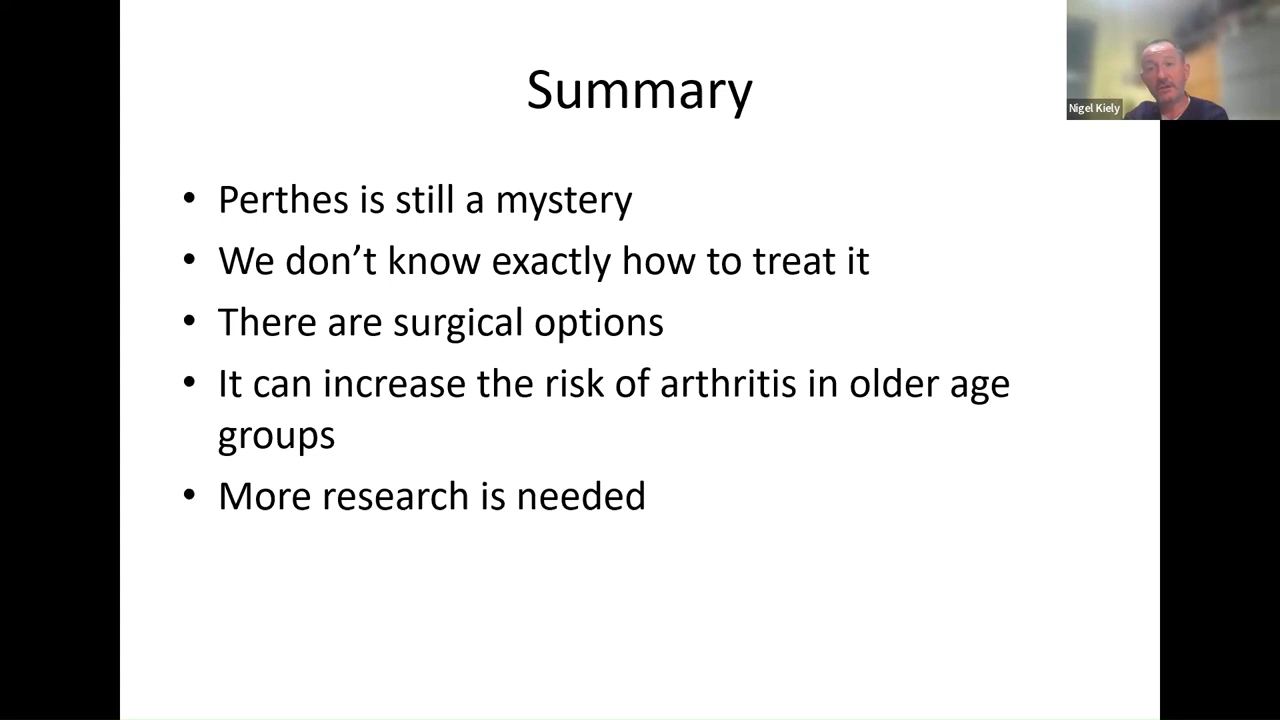 Summary
Nigel Kiely
• Perthes is still a mystery
• We don’t know exactly how to treat it
• There are surgical options
• It can increase the risk of arthritis in older age
groups
• More research is needed